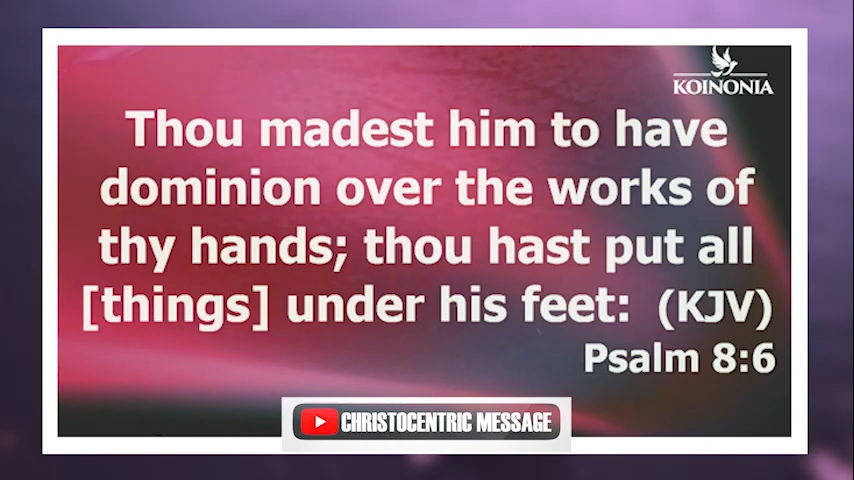 KOINONIA
Thou madest him to have
dominion over the works of
thy hands; thou hast put all
[things] under his feet: (KJV)
Psalm 8:6
CHRISTOCENTRIC MESSAGE